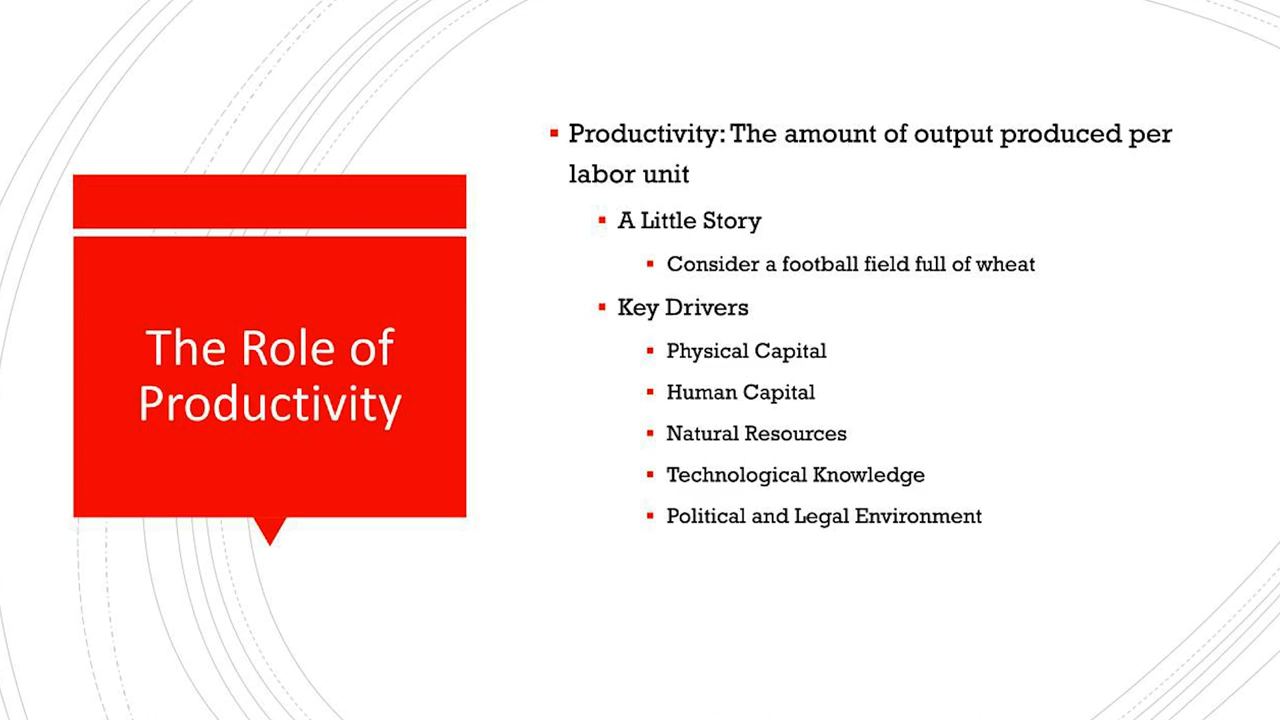 The Role of
Productivity
Productivity: The amount of output produced per
labor unit
A Little Story
Consider a football field full of wheat
Key Drivers
Physical Capital
Human Capital
Natural Resources
Technological Knowledge
Political and Legal Environment